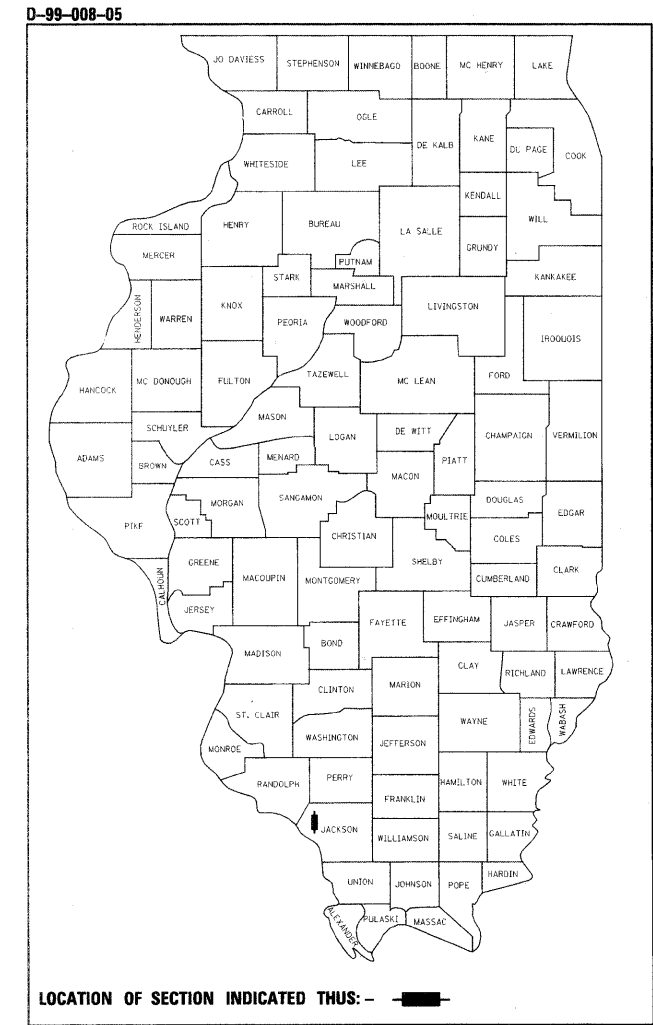 D-99-008-05
JO DAVIESS STEPHENSON WINNEBAGO BOONE MC HENRY LAKE
CARROLL OGLE
DE KALB KANE DU PAGE COOK
WHITESIDE LEE
KENDALL
WILL
ROCK ISLAND HENRY BUREAU LA SALLE
MERCER GRUNDY
PUTNAM
STARK KANKAKEE
MARSHALL
HENDERSON WARREN KNOX PEORIA WOODFORD LIVINGSTON
IROQUOIS
HANCOCK MC DONOUGH FULTON TAZEWELL MC LEAN FORD
MASON
SCHUYLER LOGAN DE WITT CHAMPAIGN VERMILION
ADAMS BROWN CASS MENARD PIATT
MACON
MORGAN SANGAMON DOUGLAS
PIKE SCOTT MOULTRIE EDGAR
CHRISTIAN COLES
GREENE SHELBY
CALHOUN MACOUPIN MONTGOMERY CUMBERLAND CLARK
JERSEY FAYETTE EFFINGHAM JASPER CRAWFORD
MADISON BOND
CLAY RICHLAND LAWRENCE
CLINTON MARION
ST. CLAIR WAYNE EDWARDS WABASH
WASHINGTON JEFFERSON
MONROE
RANDOLPH PERRY HAMILTON WHITE
FRANKLIN
JACKSON WILLIAMSON SALINE GALLATIN
HARDIN
UNION JOHNSON POPE
ALEXANDER PULASKI MASSAC
LOCATION OF SECTION INDICATED THUS: -